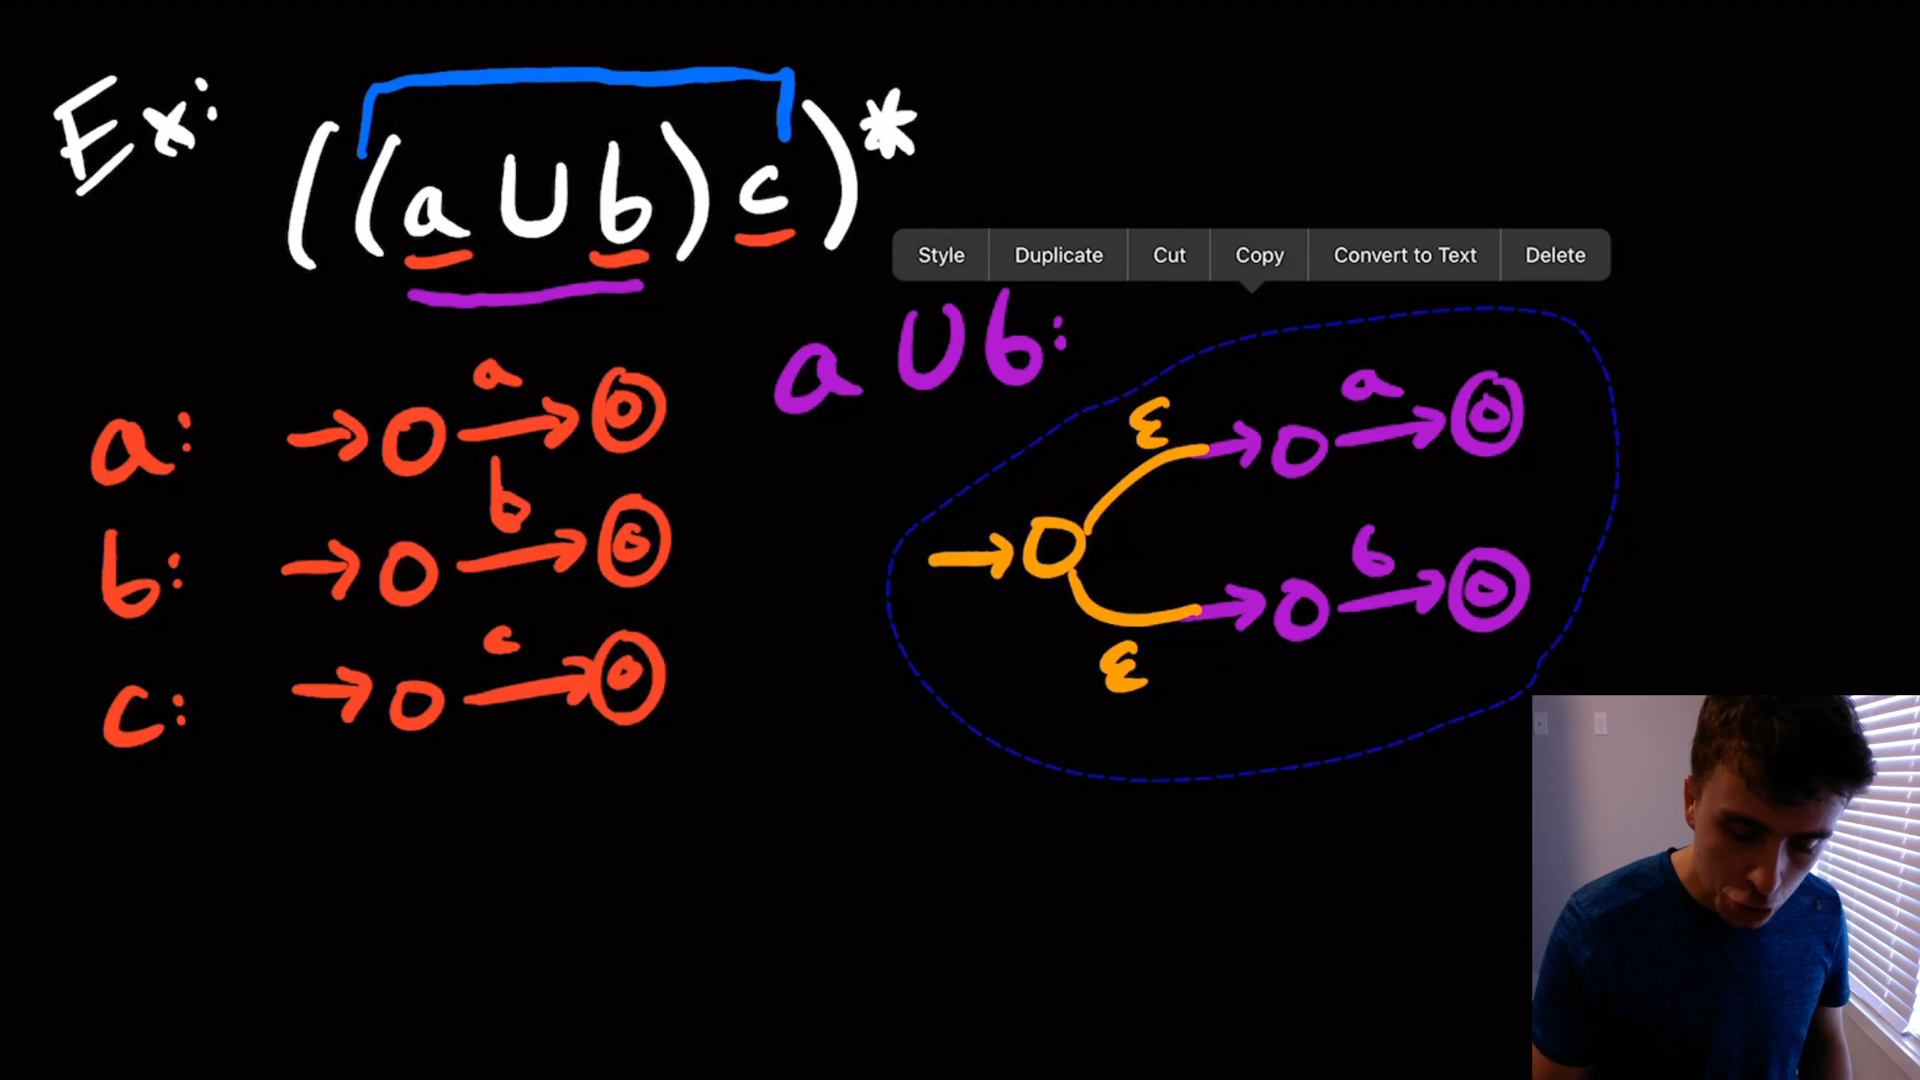 Ex: ((a∪b)c)*
Style Duplicate Cut Copy Convert to Text Delete
a∪b:
a: a
b: b
c: c
ε a
ε b